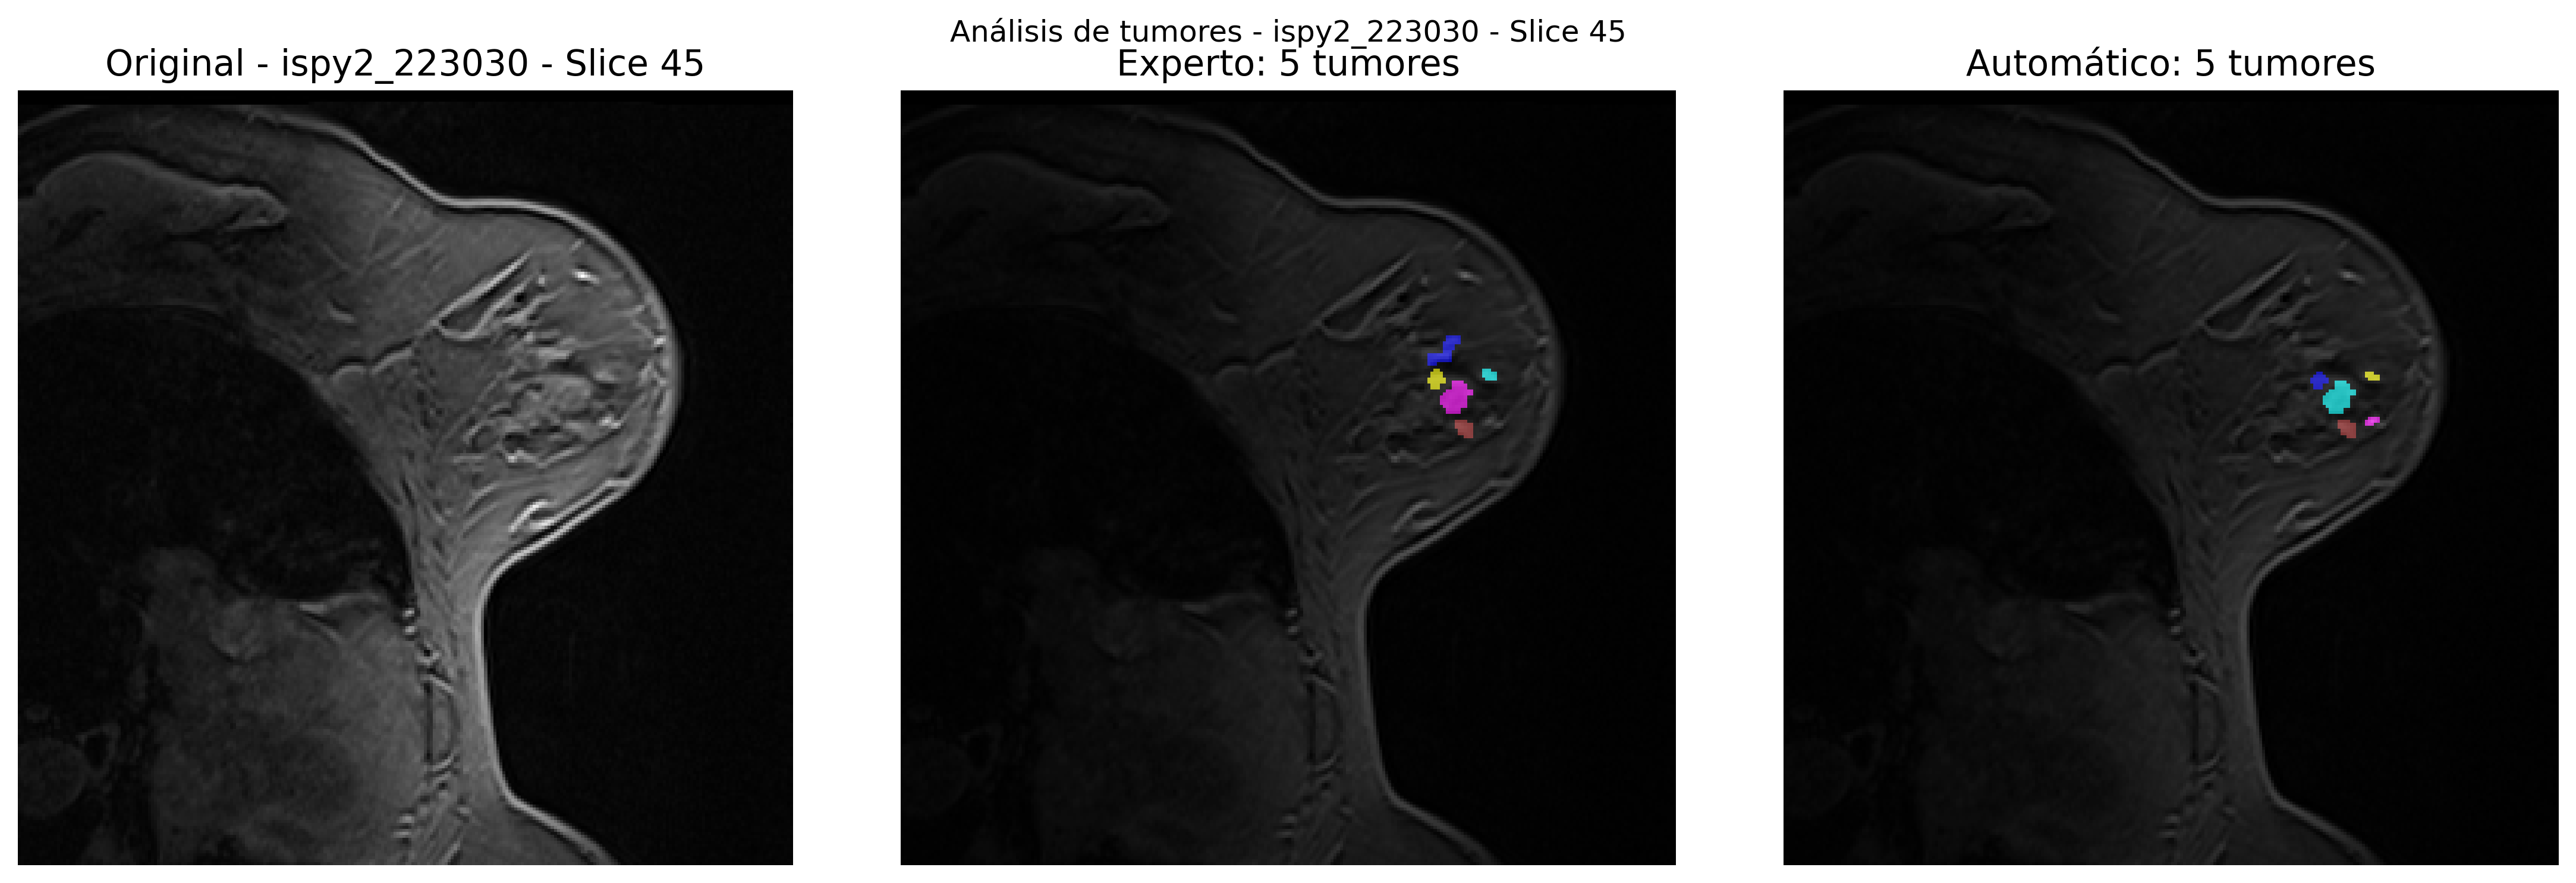 Análisis de tumores - ispy2_223030 - Slice 45
Original - ispy2_223030 - Slice 45
Experto: 5 tumores
Automático: 5 tumores